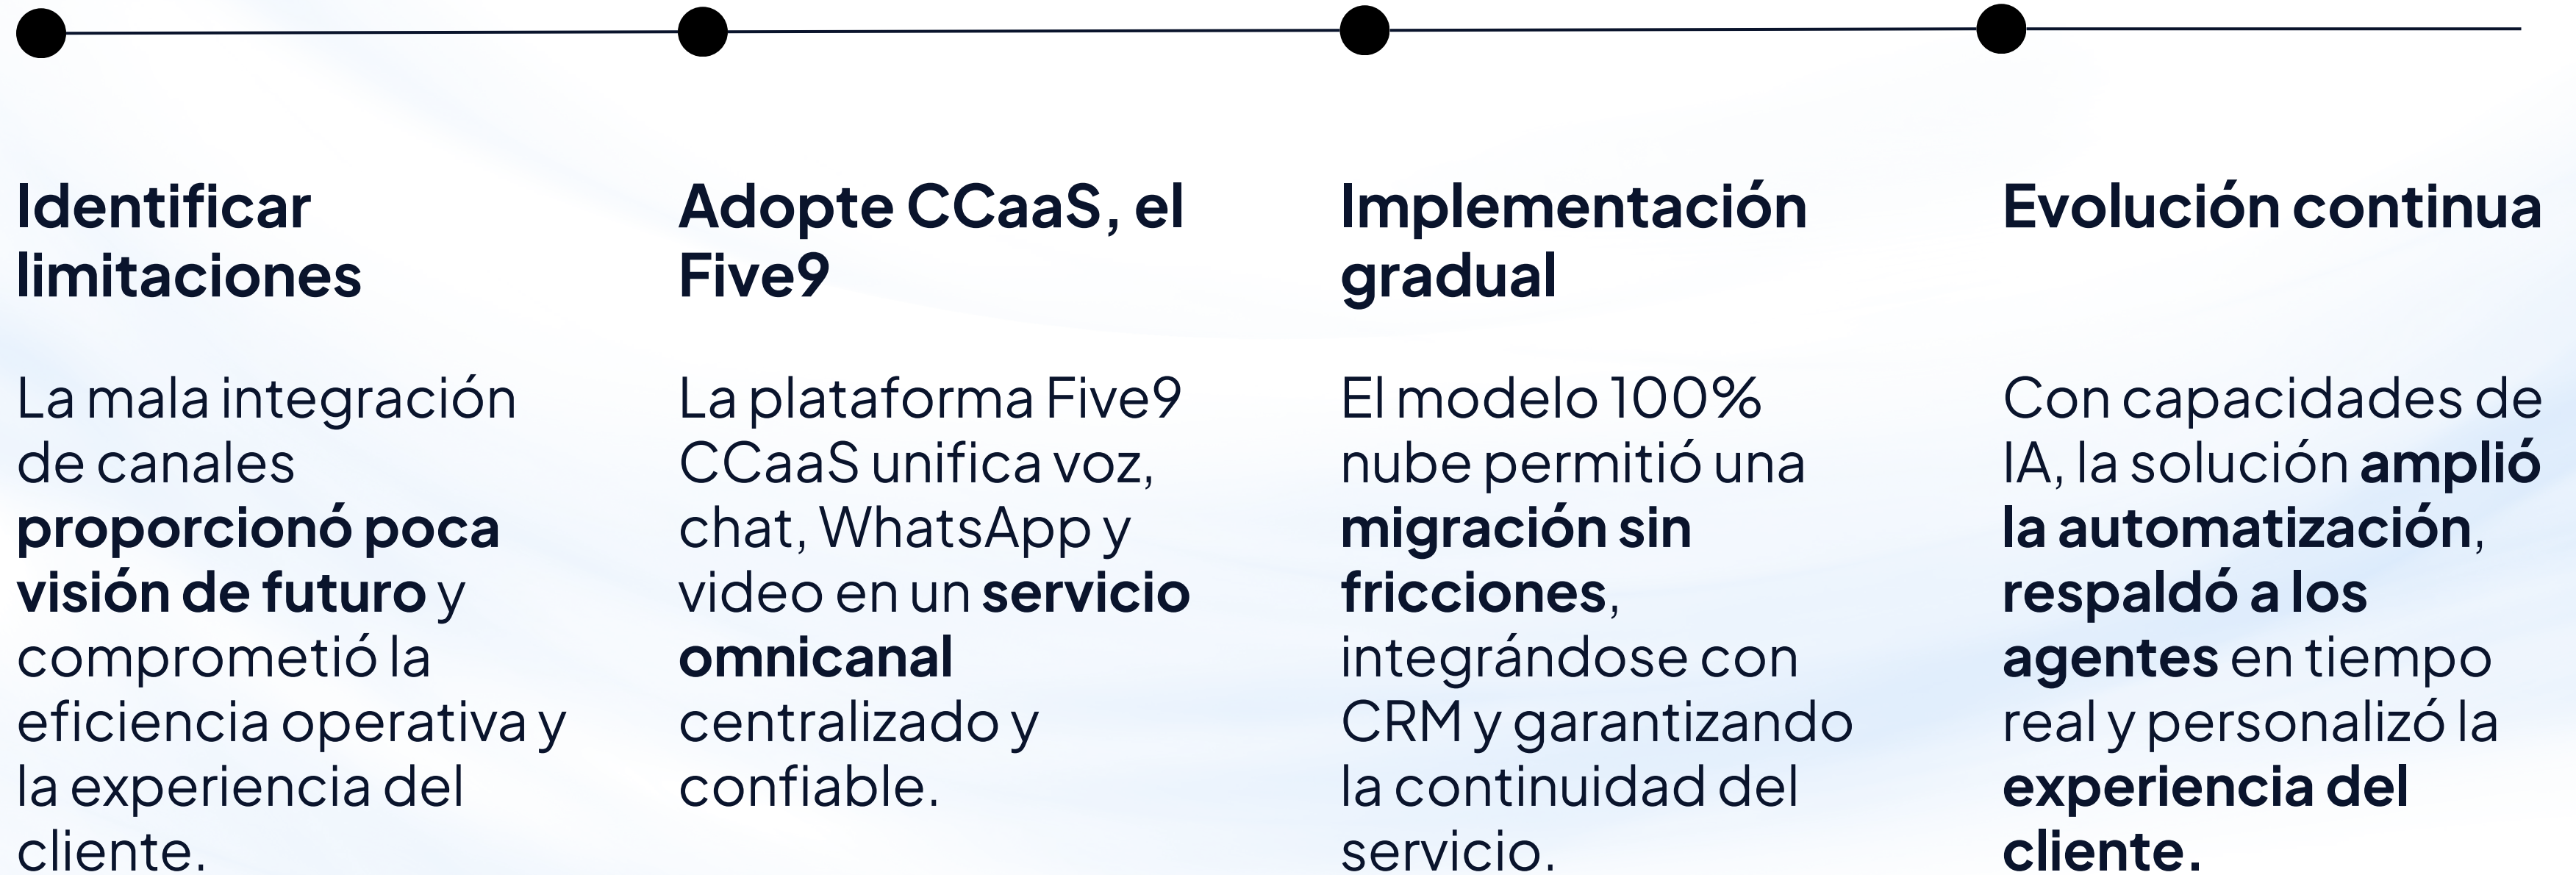 Identificar
limitaciones
La mala integración
de canales
proporcionó poca
visión de futuro y
comprometió la
eficiencia operativa y
la experiencia del
cliente.
Adopte CCaaS, el
Five9
La plataforma Five9
CCaaS unifica voz,
chat, WhatsApp y
video en un servicio
omnicanal
centralizado y
confiable.
Implementación
gradual
El modelo 100%
nube permitió una
migración sin
fricciones,
integrándose con
CRM y garantizando
la continuidad del
servicio.
Evolución continua
Con capacidades de
IA, la solución amplió
la automatización,
respaldó a los
agentes en tiempo
real y personalizó la
experiencia del
cliente.